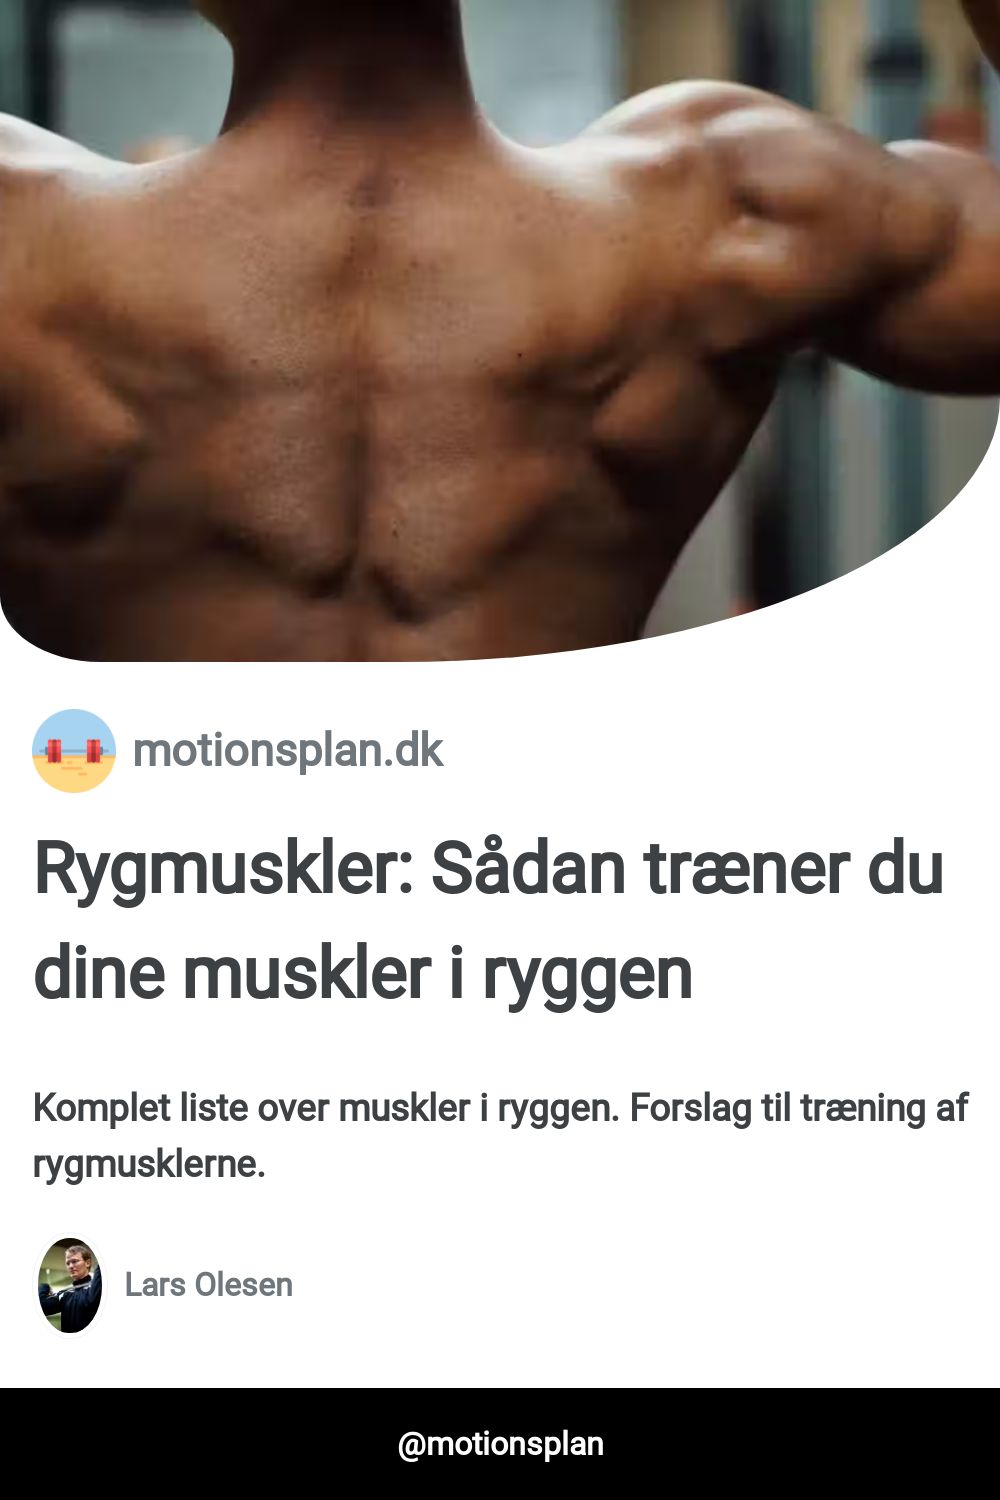 motionsplan.dk
Rygmuskler: Sådan træner du
dine muskler i ryggen
Komplet liste over muskler i ryggen. Forslag til træning af
rygmusklerne.
Lars Olesen
@motionsplan